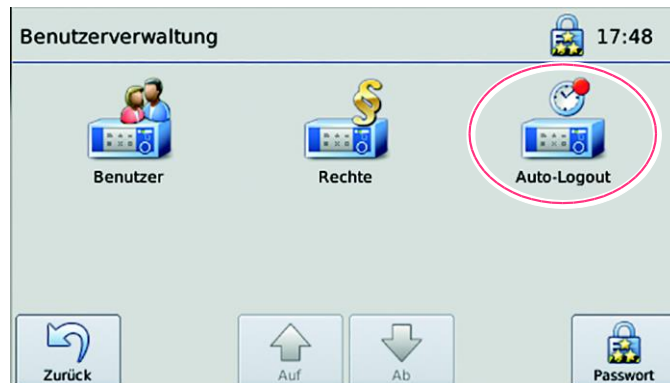 Benutzerverwaltung
17:48
Benutzer
Rechte
Auto-Logout
Zurück
Auf
Ab
Passwort